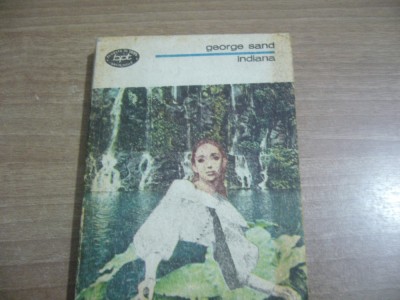 bpt
george sand
indiana